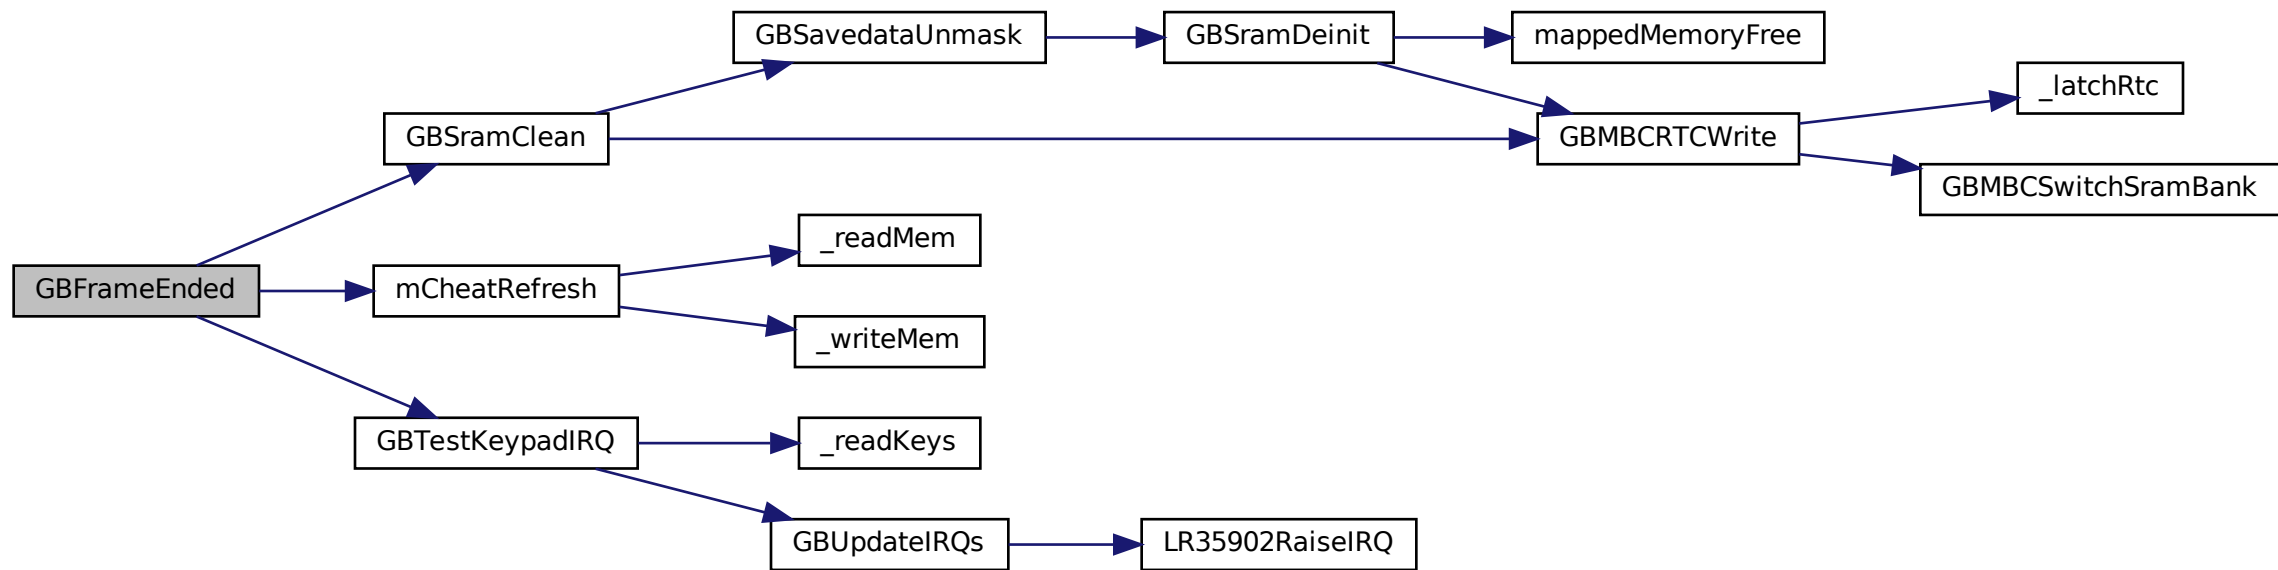 GBSavedataUnmask
GBSramDeinit
mappedMemoryFree
_latchRtc
GBSramClean
GBMBCRTCWrite
GBMBCSwitchSramBank
_readMem
GBFrameEnded
mCheatRefresh
_writeMem
GBTestKeypadIRQ
_readKeys
GBUpdateIRQs
LR35902RaiseIRQ